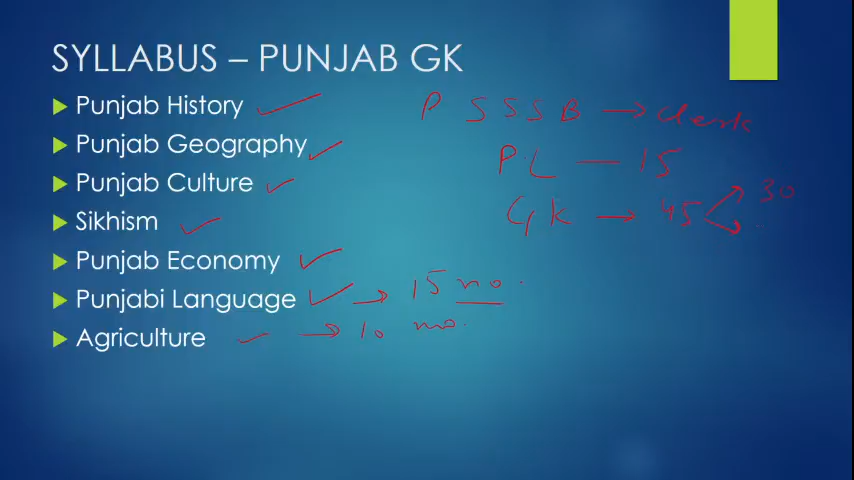 SYLLABUS – PUNJAB GK
Punjab History
Punjab Geography
Punjab Culture
Sikhism
Punjab Economy
Punjabi Language → 15 no.
Agriculture → 10 no.
P SSSB → clerk
P.L — 15
GK → 45 30